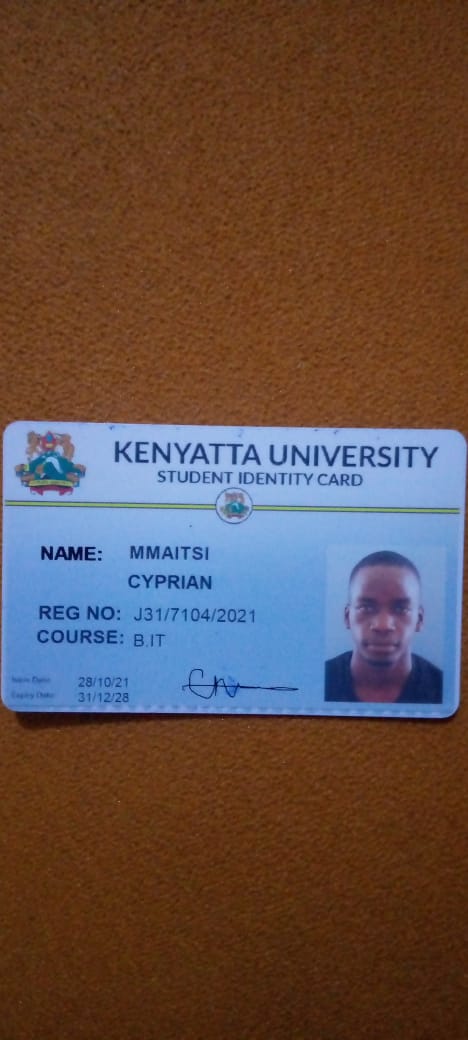 KENYATTA UNIVERSITY
STUDENT IDENTITY CARD
NAME: MMAITSI
CYPRIAN
REG NO: J31/7104/2021
COURSE: B.IT
Issue Date: 28/10/21
Expiry Date: 31/12/28